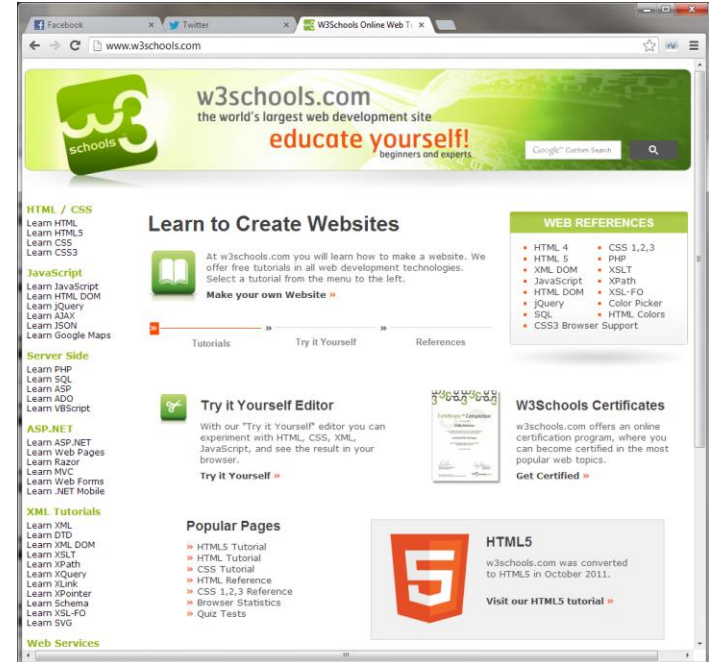 Facebook
Twitter
W3Schools Online Web T
www.w3schools.com
w3schools.com
the world's largest web development site
educate yourself!
beginners and experts
w3
schools
Google™ Custom Search
HTML / CSS
Learn HTML
Learn HTML5
Learn CSS
Learn CSS3
JavaScript
Learn JavaScript
Learn HTML DOM
Learn jQuery
Learn AJAX
Learn JSON
Learn Google Maps
Server Side
Learn PHP
Learn SQL
Learn ASP
Learn ADO
Learn VBScript
ASP.NET
Learn ASP.NET
Learn Web Pages
Learn Razor
Learn MVC
Learn Web Forms
Learn .NET Mobile
XML Tutorials
Learn XML
Learn DTD
Learn XML DOM
Learn XSLT
Learn XPath
Learn XQuery
Learn XLink
Learn XPointer
Learn Schema
Learn XSL-FO
Learn SVG
Web Services
Learn to Create Websites
At w3schools.com you will learn how to make a website. We
offer free tutorials in all web development technologies.
Select a tutorial from the menu to the left.
Make your own Website »
» » »
Tutorials Try it Yourself References
WEB REFERENCES
• HTML 4
• HTML 5
• XML DOM
• JavaScript
• HTML DOM
• jQuery
• SQL
• CSS3 Browser Support
• CSS 1,2,3
• PHP
• XSLT
• XPath
• XSL-FO
• Color Picker
• HTML Colors
Try it Yourself Editor
With our "Try it Yourself" editor you can
experiment with HTML, CSS, XML,
JavaScript, and see the result in your
browser.
Try it Yourself »
Certificate of Completion
W3Schools Certificates
w3schools.com offers an online
certification program, where you
can become certified in the most
popular web topics.
Get Certified »
Popular Pages
» HTML5 Tutorial
» HTML Tutorial
» CSS Tutorial
» HTML Reference
» CSS 1,2,3 Reference
» Browser Statistics
» Quiz Tests
5
HTML5
w3schools.com was converted
to HTML5 in October 2011.
Visit our HTML5 tutorial »